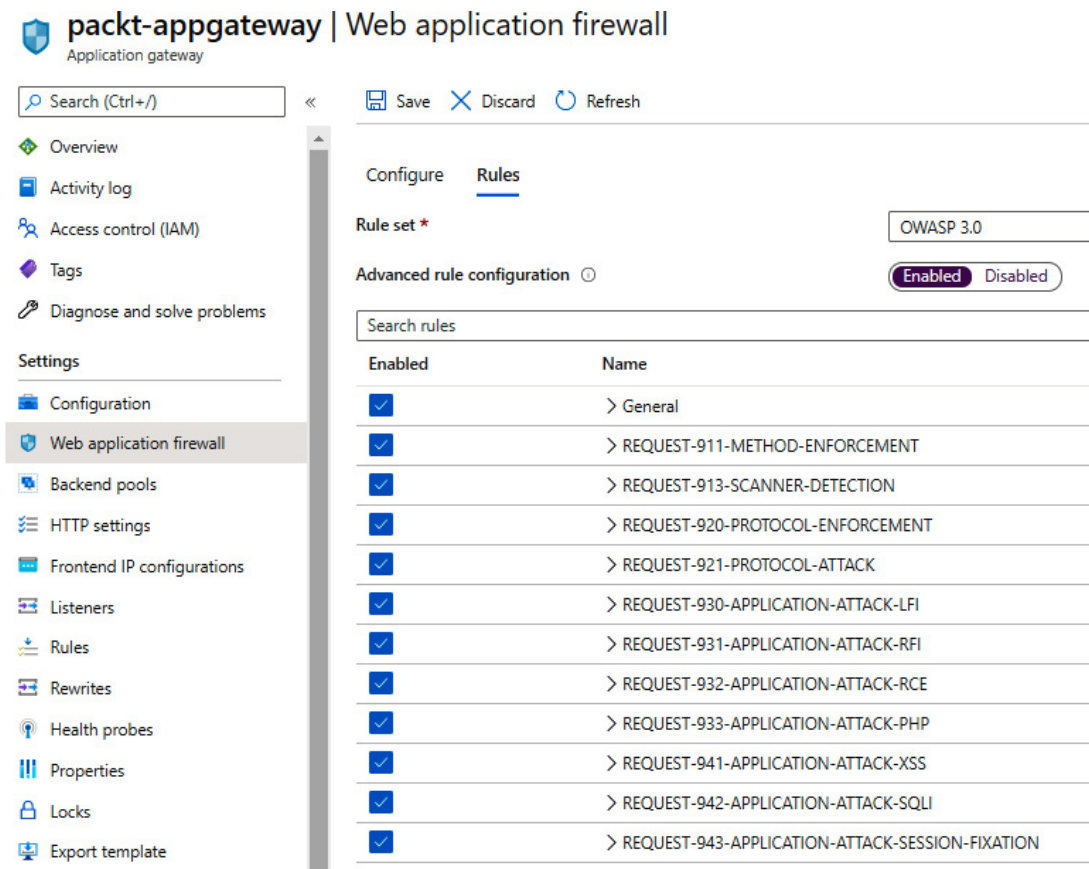 packt-appgateway | Web application firewall
Application gateway
Search (Ctrl+/)
«
Overview
Activity log
Access control (IAM)
Tags
Diagnose and solve problems
Settings
Configuration
Web application firewall
Backend pools
HTTP settings
Frontend IP configurations
Listeners
Rules
Rewrites
Health probes
Properties
Locks
Export template
Save Discard Refresh
Configure Rules
Rule set *
OWASP 3.0
Advanced rule configuration
Enabled Disabled
Search rules
Enabled Name
General
REQUEST-911-METHOD-ENFORCEMENT
REQUEST-913-SCANNER-DETECTION
REQUEST-920-PROTOCOL-ENFORCEMENT
REQUEST-921-PROTOCOL-ATTACK
REQUEST-930-APPLICATION-ATTACK-LFI
REQUEST-931-APPLICATION-ATTACK-RFI
REQUEST-932-APPLICATION-ATTACK-RCE
REQUEST-933-APPLICATION-ATTACK-PHP
REQUEST-941-APPLICATION-ATTACK-XSS
REQUEST-942-APPLICATION-ATTACK-SQLI
REQUEST-943-APPLICATION-ATTACK-SESSION-FIXATION